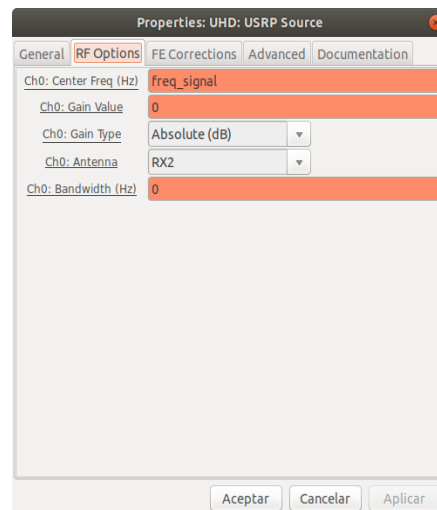 Properties: UHD: USRP Source
General RF Options FE Corrections Advanced Documentation
Ch0: Center Freq (Hz) freq_signal
Ch0: Gain Value 0
Ch0: Gain Type Absolute (dB)
Ch0: Antenna RX2
Ch0: Bandwidth (Hz) 0
Aceptar Cancelar Aplicar